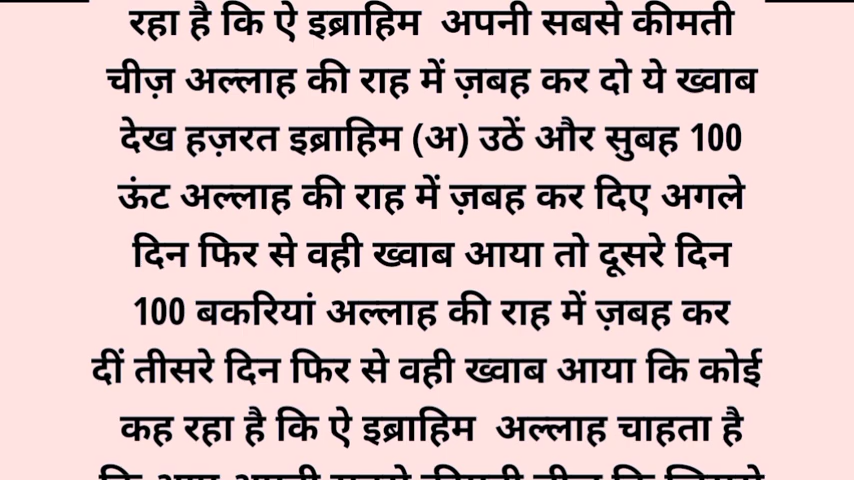 रहा है कि ऐ इब्राहिम अपनी सबसे कीमती
चीज़ अल्लाह की राह में ज़बह कर दो ये ख्वाब
देख हज़रत इब्राहिम (अ) उठें और सुबह 100
ऊंट अल्लाह की राह में ज़बह कर दिए अगले
दिन फिर से वही ख्वाब आया तो दूसरे दिन
100 बकरियां अल्लाह की राह में ज़बह कर
दीं तीसरे दिन फिर से वही ख्वाब आया कि कोई
कह रहा है कि ऐ इब्राहिम अल्लाह चाहता है